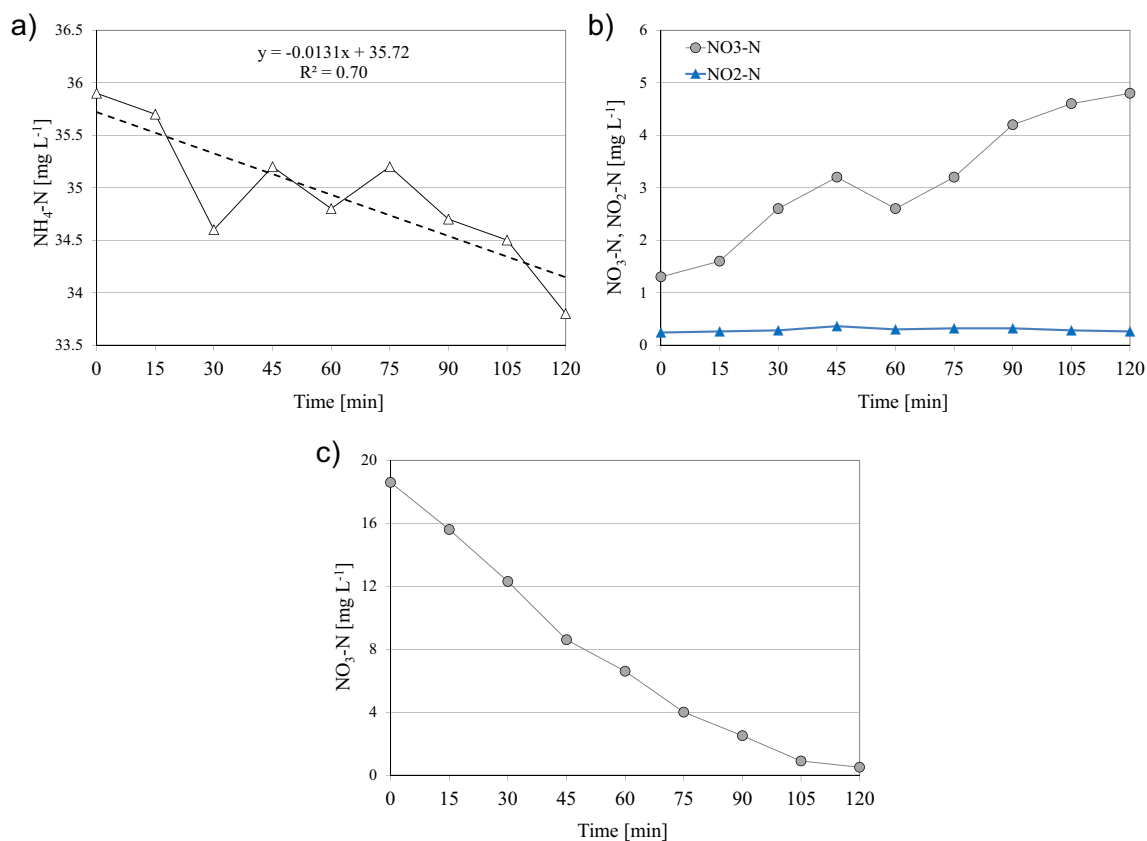 a)
y = -0.0131x + 35.72
R² = 0.70
36.5
36
35.5
35
34.5
34
33.5
NH₄-N [mg L⁻¹]
0 15 30 45 60 75 90 105 120
Time [min]
b)
NO3-N
NO2-N
6
5
4
3
2
1
0
NO₃-N, NO₂-N [mg L⁻¹]
0 15 30 45 60 75 90 105 120
Time [min]
c)
20
16
12
8
4
0
NO₃-N [mg L⁻¹]
0 15 30 45 60 75 90 105 120
Time [min]